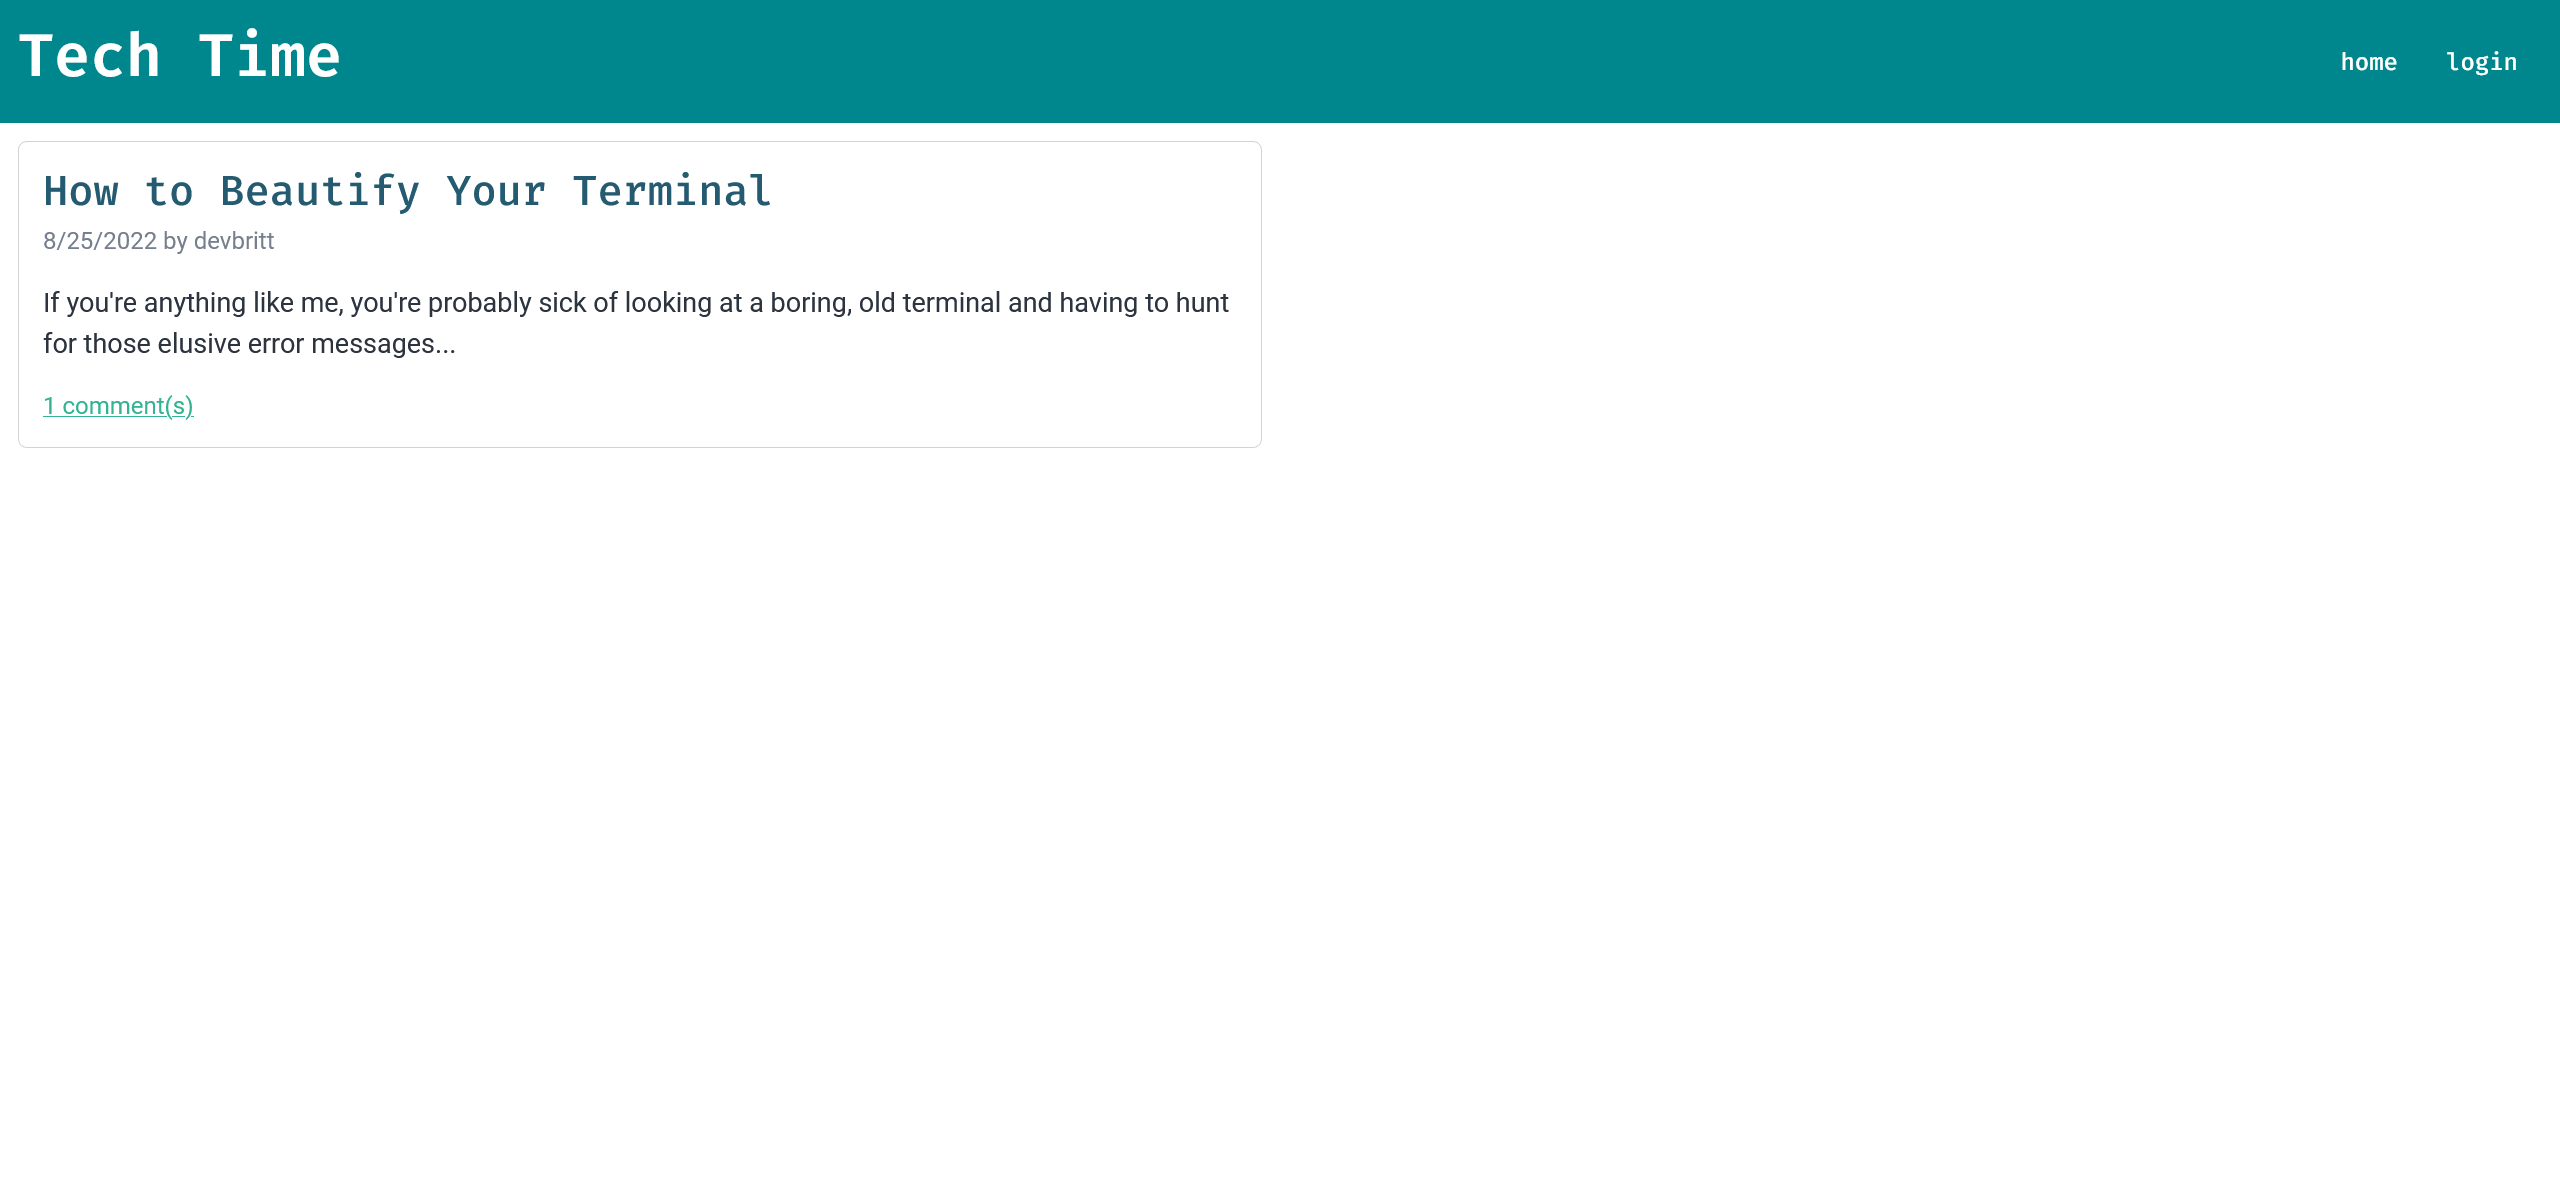 Tech Time
home login
How to Beautify Your Terminal
8/25/2022 by devbritt
If you're anything like me, you're probably sick of looking at a boring, old terminal and having to hunt
for those elusive error messages...
1 comment(s)